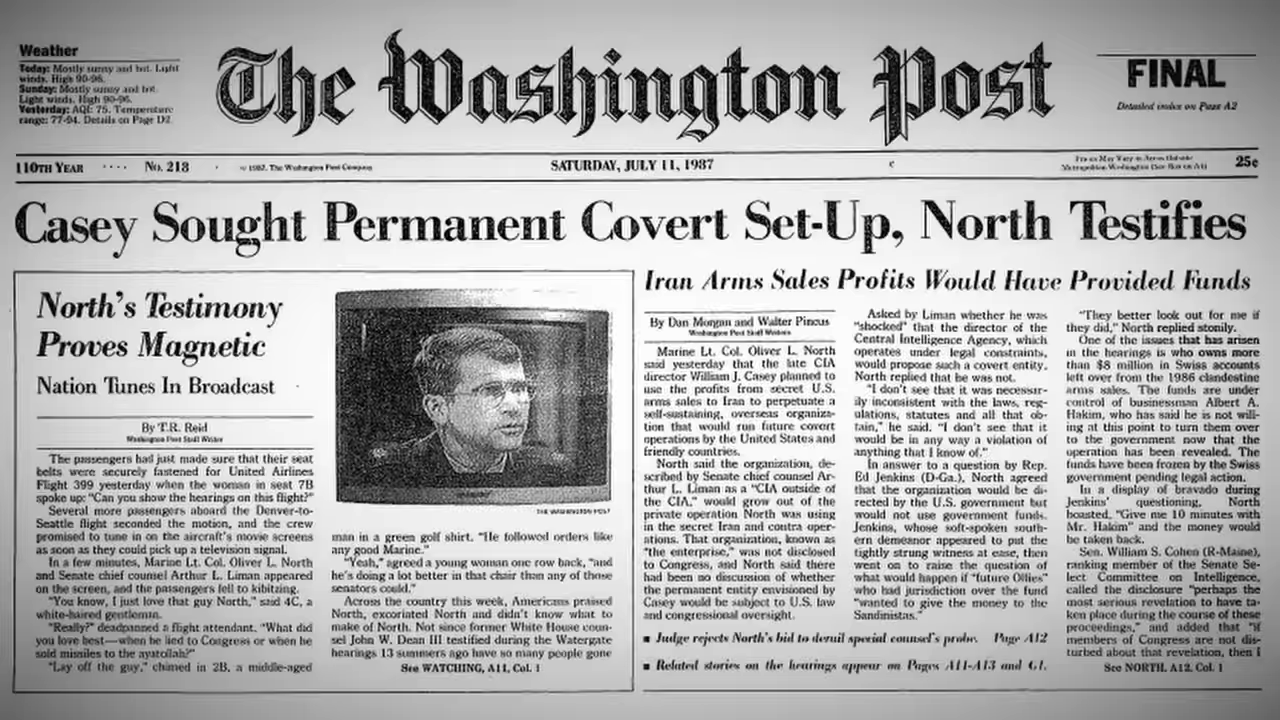 Weather
Today: Mostly sunny and hot. Light
winds. High 90-96.
Sunday: Mostly sunny and hot.
Light winds. High 90-96.
Yesterday: AQI: 75. Temperature
range: 77-94. Details on Page D2.
The Washington Post
FINAL
Detailed index on Page A2
110TH YEAR
No. 218
© 1987, The Washington Post Company
SATURDAY, JULY 11, 1987
Prices May Vary in Areas Outside
Metropolitan Washington (See Box on A4)
25¢
Casey Sought Permanent Covert Set-Up, North Testifies
North's Testimony
Proves Magnetic
Nation Tunes In Broadcast
By T.R. Reid
Washington Post Staff Writer
The passengers had just made sure that their seat
belts were securely fastened for United Airlines
Flight 399 yesterday when the woman in seat 7B
spoke up: "Can you show the hearings on this flight?"
Several more passengers aboard the Denver-to-
Seattle flight seconded the motion, and the crew
promised to tune in on the aircraft's movie screens
as soon as they could pick up a television signal.
In a few minutes, Marine Lt. Col. Oliver L. North
and Senate chief counsel Arthur L. Liman appeared
on the screen, and the passengers fell to kibitzing.
"You know, I just love that guy North," said 4C, a
white-haired gentleman.
"Really?" deadpanned a flight attendant. "What did
you love best—when he lied to Congress or when he
sold missiles to the ayatollah?"
"Lay off the guy," chimed in 2B, a middle-aged
THE WASHINGTON POST
man in a green golf shirt. "He followed orders like
any good Marine."
"Yeah," agreed a young woman one row back, "and
he's doing a lot better in that chair than any of those
senators could."
Across the country this week, Americans praised
North, excoriated North and didn't know what to
make of North. Not since former White House coun-
sel John W. Dean III testified during the Watergate
hearings 13 summers ago have so many people gone
See WATCHING, A11, Col. 1
Iran Arms Sales Profits Would Have Provided Funds
By Dan Morgan and Walter Pincus
Washington Post Staff Writers
Marine Lt. Col. Oliver L. North
said yesterday that the late CIA
director William J. Casey planned to
use the profits from secret U.S.
arms sales to Iran to perpetuate a
self-sustaining, overseas organiza-
tion that would run future covert
operations by the United States and
friendly countries.
North said the organization, de-
scribed by Senate chief counsel Ar-
thur L. Liman as a "CIA outside of
the CIA," would grow out of the
private operation North was using
in the secret Iran and contra oper-
ations. That organization, known as
"the enterprise," was not disclosed
to Congress, and North said there
had been no discussion of whether
the permanent entity envisioned by
Casey would be subject to U.S. law
and congressional oversight.
Asked by Liman whether he was
"shocked" that the director of the
Central Intelligence Agency, which
operates under legal constraints,
would propose such a covert entity,
North replied that he was not.
"I don't see that it was necessar-
ily inconsistent with the laws, reg-
ulations, statutes and all that ob-
tain," he said. "I don't see that it
would be in any way a violation of
anything that I know of."
In answer to a question by Rep.
Ed Jenkins (D-Ga.), North agreed
that the organization would be di-
rected by the U.S. government but
would not use government funds.
Jenkins, whose soft-spoken south-
ern demeanor appeared to put the
tightly strung witness at ease, then
went on to raise the question of
what would happen if "future Ollies"
who had jurisdiction over the fund
"wanted to give the money to the
Sandinistas."
"They better look out for me if
they did," North replied stonily.
One of the issues that has arisen
in the hearings is who owns more
than $8 million in Swiss accounts
left over from the 1986 clandestine
arms sales. The funds are under
control of businessman Albert A.
Hakim, who has said he is not will-
ing at this point to turn them over
to the government now that the
operation has been revealed. The
funds have been frozen by the Swiss
government pending legal action.
In a display of bravado during
Jenkins' questioning, North
boasted, "Give me 10 minutes with
Mr. Hakim" and the money would
be taken back.
Sen. William S. Cohen (R-Maine),
ranking member of the Senate Se-
lect Committee on Intelligence,
called the disclosure "perhaps the
most serious revelation to have ta-
ken place during the course of these
proceedings," and added that "if
members of Congress are not dis-
turbed about that revelation, then I
See NORTH, A12, Col. 1
■ Judge rejects North's bid to derail special counsel's probe. Page A12
■ Related stories on the hearings appear on Pages A11-A13 and G1.